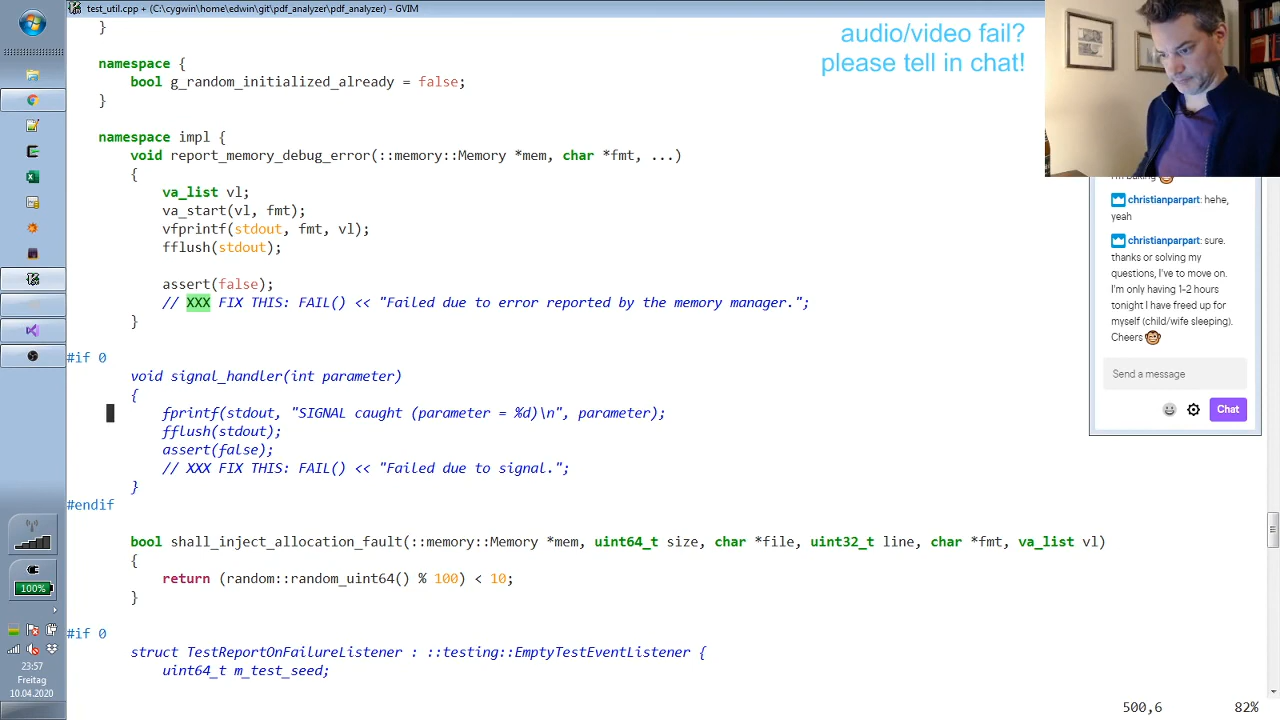 test_util.cpp + (C:\cygwin\home\edwin\git\pdf_analyzer\pdf_analyzer) - GVIM
}
namespace {
bool g_random_initialized_already = false;
}
namespace impl {
void report_memory_debug_error(::memory::Memory *mem, char *fmt, ...)
{
va_list vl;
va_start(vl, fmt);
vfprintf(stdout, fmt, vl);
fflush(stdout);
assert(false);
// XXX FIX THIS: FAIL() << "Failed due to error reported by the memory manager.";
}
#if 0
void signal_handler(int parameter)
{
fprintf(stdout, "SIGNAL caught (parameter = %d)\n", parameter);
fflush(stdout);
assert(false);
// XXX FIX THIS: FAIL() << "Failed due to signal.";
}
#endif
bool shall_inject_allocation_fault(::memory::Memory *mem, uint64_t size, char *file, uint32_t line, char *fmt, va_list vl)
{
return (random::random_uint64() % 100) < 10;
}
#if 0
struct TestReportOnFailureListener : ::testing::EmptyTestEventListener {
uint64_t m_test_seed;
500,6 82%
audio/video fail?
please tell in chat!
christianparpart: hehe,
yeah
christianparpart: sure.
thanks or solving my
questions, I've to move on.
I'm only having 1-2 hours
tonight I have freed up for
myself (child/wife sleeping).
Cheers
Send a message
Chat
100%
23:57
Freitag
10.04.2020